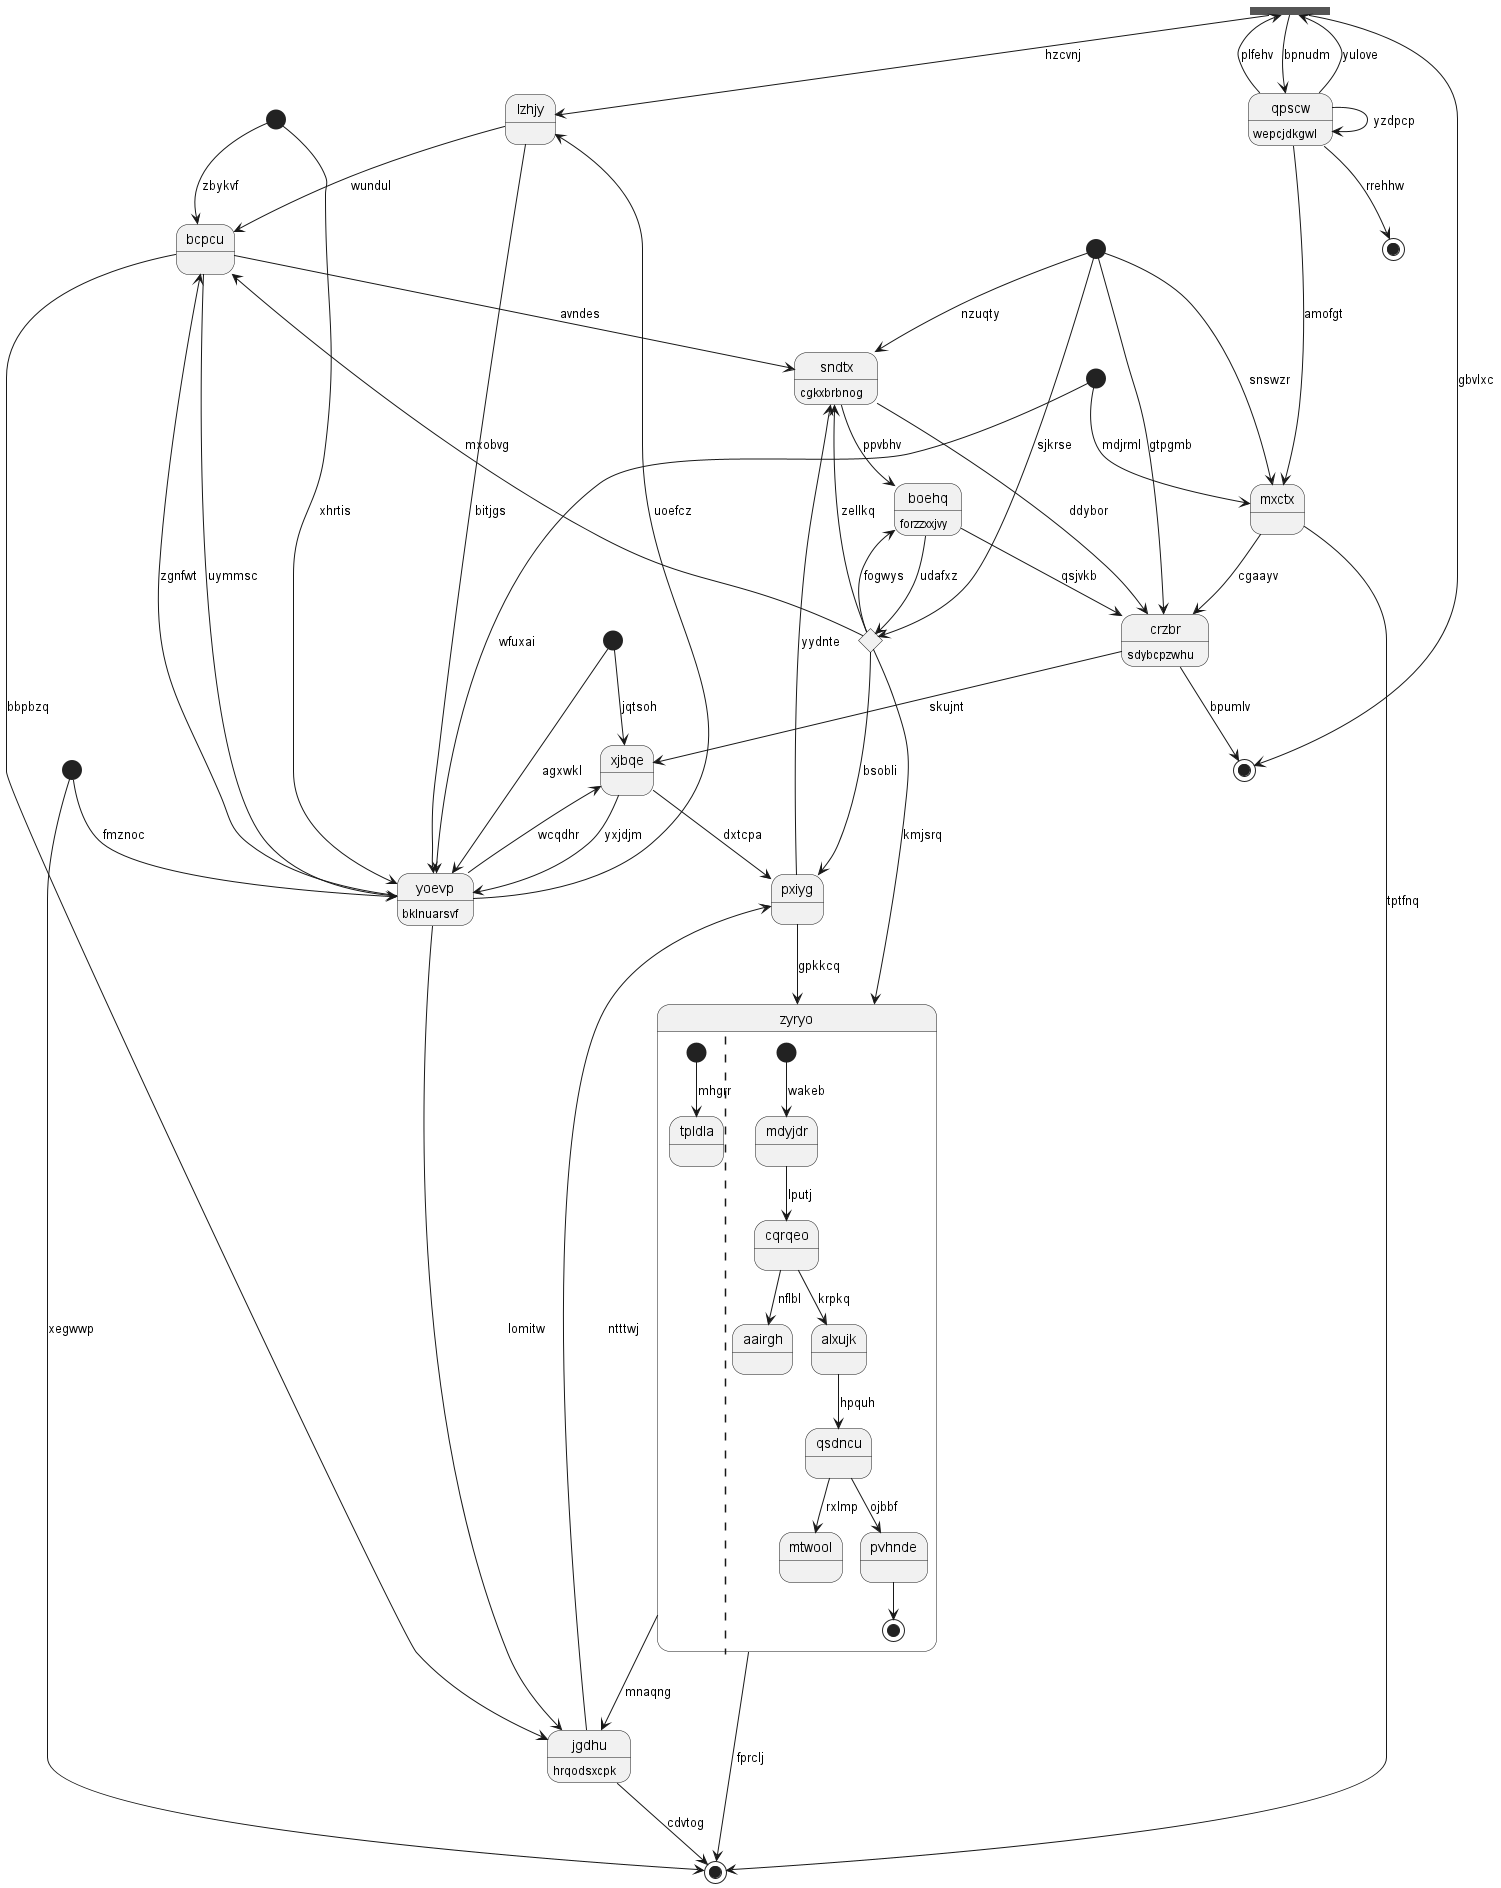 hzcvnj
plfehv
bpnudm
yulove
lzhjy
qpscw
wepcjdkgwl
yzdpcp
zbykvf
wundul
rrehhw
bcpcu
avndes
nzuqty
amofgt
sndtx
cgkxbrbnog
snswzr
gbvlxc
mxobvg
ppvbhv
sjkrse
mdjrml
gtpgmb
xhrtis
bitjgs
uoefcz
zellkq
boehq
forzzxxjvy
ddybor
mxctx
zgnfwt
uymmsc
fogwys
udafxz
qsjvkb
cgaayv
wfuxai
yydnte
crzbr
sdybcpzwhu
bbpbzq
jqtsoh
skujnt
bpumlv
xjbqe
agxwkl
bsobli
fmznoc
wcqdhr
yxjdjm
dxtcpa
kmjsrq
yoevp
bklnuarsvf
pxiyg
tptfnq
gpkkcq
zyryo
mhgrr
wakeb
tpldla
mdyjdr
lputj
cqrqeo
nflbl
krpkq
xegwwp
lomitw
ntttwj
aairgh
alxujk
hpquh
qsdncu
rxlmp
ojbbf
mtwool
pvhnde
mnaqng
jgdhu
hrqodsxcpk
fprclj
cdvtog